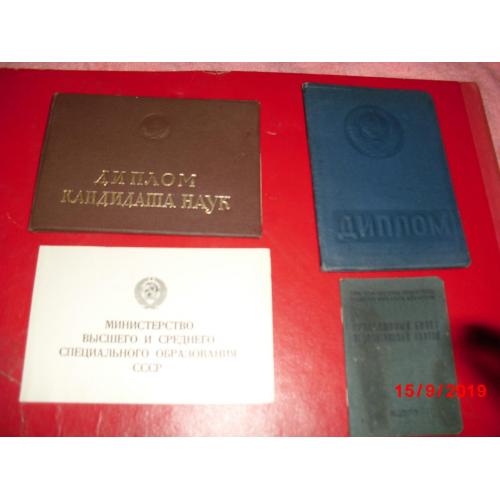 ДИПЛОМ
КАНДИДАТА НАУК
ДИПЛОМ
МИНИСТЕРСТВО
ВЫСШЕГО И СРЕДНЕГО
СПЕЦИАЛЬНОГО ОБРАЗОВАНИЯ
СССР
15/9/2019